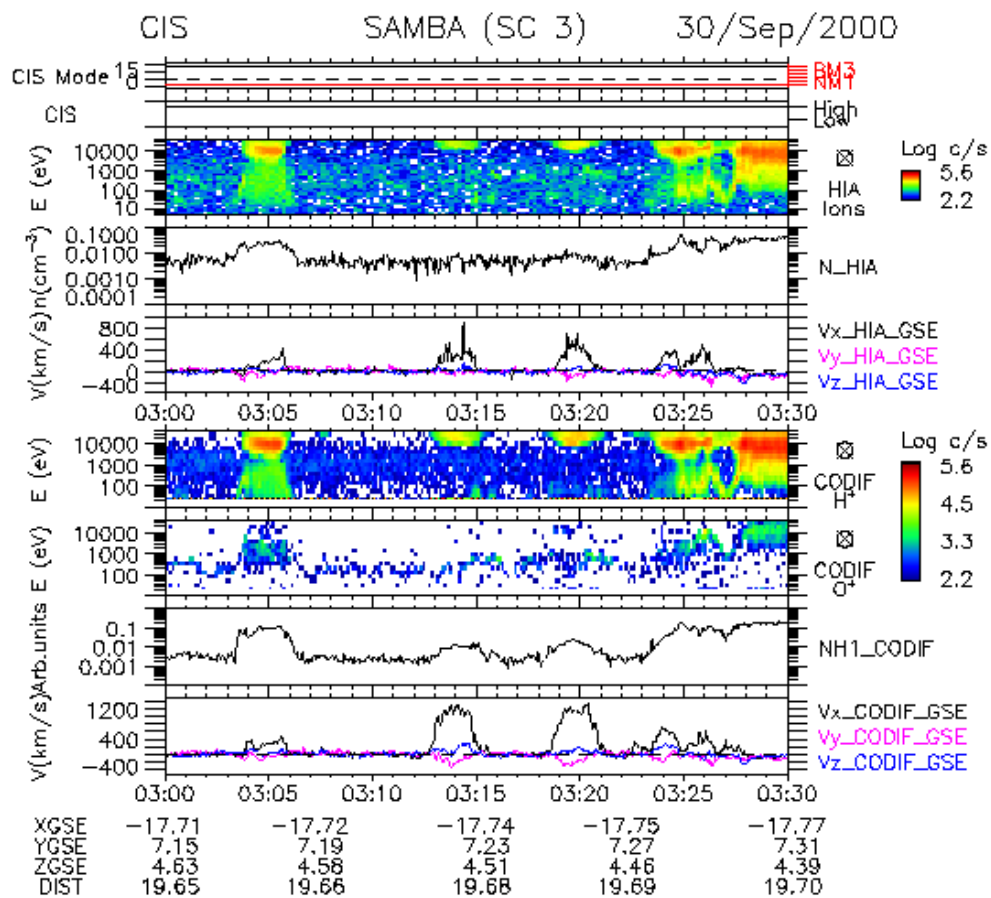 CIS SAMBA (SC 3) 30/Sep/2000
CIS Mode 15 0 BM3 NM1
CIS High Low
E (eV) 10000 1000 100 10 HIA Ions Log c/s 5.6 2.2
n(cm⁻³) 0.1000 0.0100 0.0010 0.0001 N_HIA
V(km/s) 800 400 0 −400 Vx_HIA_GSE
Vy_HIA_GSE
Vz_HIA_GSE
03:00 03:05 03:10 03:15 03:20 03:25 03:30
E (eV) 10000 1000 100 CODIF H⁺ Log c/s 5.6 4.5 3.3 2.2
E (eV) 10000 1000 100 CODIF O⁺
Arb.units 0.1 0.01 0.001 NH1_CODIF
V(km/s) 1200 400 −400 Vx_CODIF_GSE
Vy_CODIF_GSE
Vz_CODIF_GSE
03:00 03:05 03:10 03:15 03:20 03:25 03:30
XGSE −17.71 −17.72 −17.74 −17.75 −17.77
YGSE 7.15 7.19 7.23 7.27 7.31
ZGSE 4.63 4.58 4.51 4.46 4.39
DIST 19.65 19.66 19.68 19.69 19.70